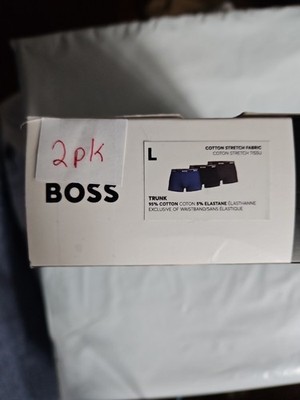 2pk
BOSS
L
COTTON STRETCH FABRIC
COTON STRETCH TISSU
TRUNK
95% COTTON COTON 5% ELASTANE ÉLASTHANNE
EXCLUSIVE OF WAISTBAND/SANS ÉLASTIQUE.